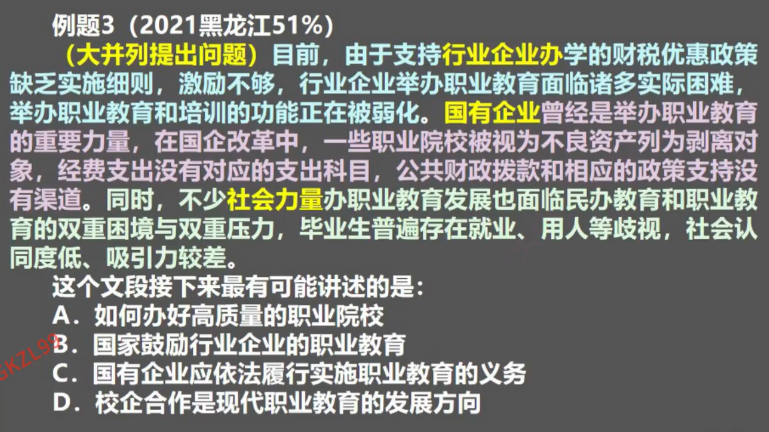 例题3（2021黑龙江51%）
（大并列提出问题）目前，由于支持行业企业办学的财税优惠政策
缺乏实施细则，激励不够，行业企业举办职业教育面临诸多实际困难，
举办职业教育和培训的功能正在被弱化。国有企业曾经是举办职业教育
的重要力量，在国企改革中，一些职业院校被视为不良资产列为剥离对
象，经费支出没有对应的支出科目，公共财政拨款和相应的政策支持没
有渠道。同时，不少社会力量办职业教育发展也面临民办教育和职业教
育的双重困境与双重压力，毕业生普遍存在就业、用人等歧视，社会认
同度低、吸引力较差。
这个文段接下来最有可能讲述的是：
A．如何办好高质量的职业院校
B．国家鼓励行业企业的职业教育
C．国有企业应依法履行实施职业教育的义务
D．校企合作是现代职业教育的发展方向